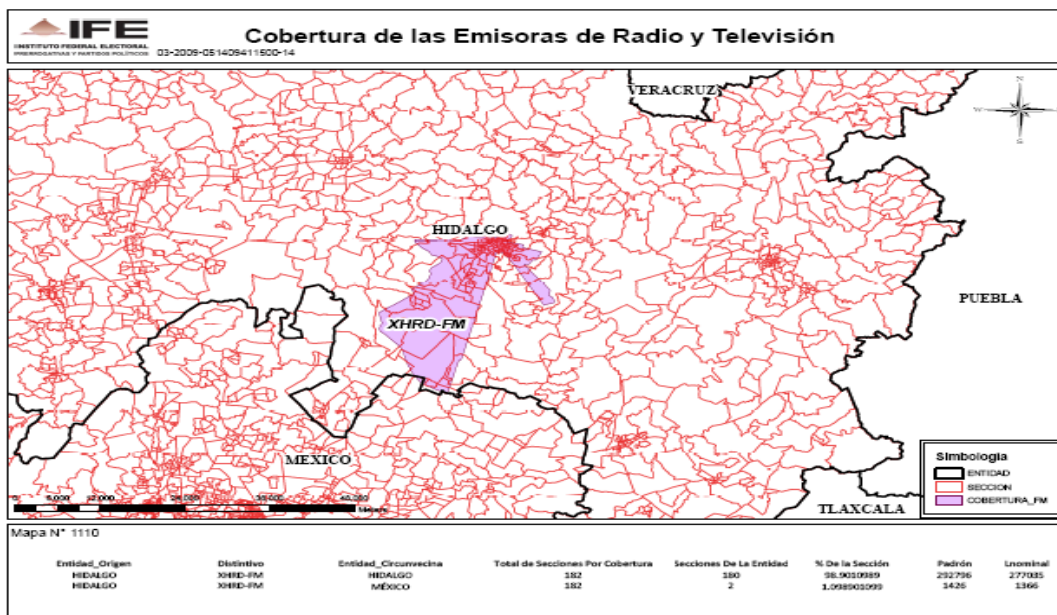 IFE
INSTITUTO FEDERAL ELECTORAL
PRERROGATIVAS Y PARTIDOS POLÍTICOS
03-2009-051409411500-14
Cobertura de las Emisoras de Radio y Televisión
VERACRUZ
N
W
E
S
HIDALGO
PUEBLA
XHRD-FM
MEXICO
TLAXCALA
Simbologia
ENTIDAD
SECCION
COBERTURA_FM
Mapa N° 1110
Entidad_Origen Distintivo Entidad_Circunvecina Total de Secciones Por Cobertura Secciones De La Entidad % De la Sección Padrón Lnominal
HIDALGO XHRD-FM HIDALGO 182 180 98.9010989 292796 277035
HIDALGO XHRD-FM MÉXICO 182 2 1.098901099 1426 1366